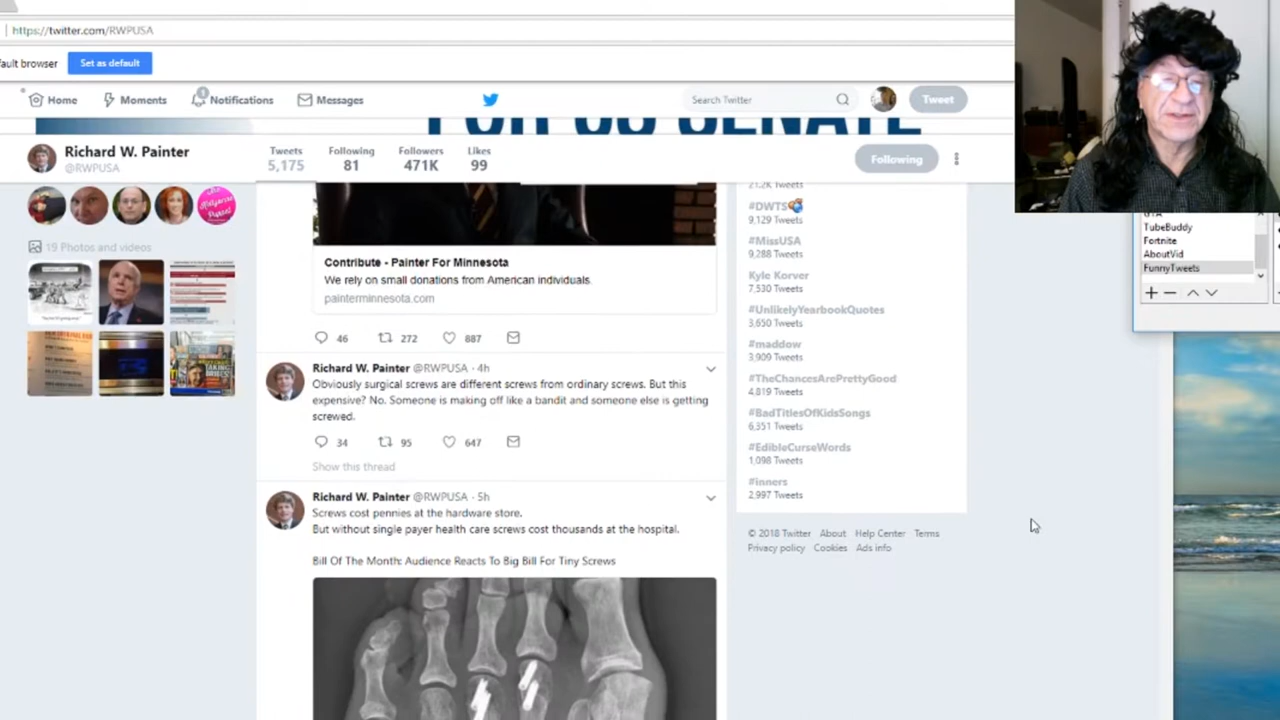 https://twitter.com/RWPUSA
fault browser
Set as default
Home
Moments
Notifications
Messages
Search Twitter
Tweet
FOR US SENATE
Richard W. Painter
@RWPUSA
Tweets
5,175
Following
81
Followers
471K
Likes
99
Following
19 Photos and videos
Contribute - Painter For Minnesota
We rely on small donations from American individuals.
painterminnesota.com
46 272 887
Richard W. Painter @RWPUSA · 4h
Obviously surgical screws are different screws from ordinary screws. But this
expensive? No. Someone is making off like a bandit and someone else is getting
screwed.
34 95 647
Show this thread
Richard W. Painter @RWPUSA · 5h
Screws cost pennies at the hardware store.
But without single payer health care screws cost thousands at the hospital.
Bill Of The Month: Audience Reacts To Big Bill For Tiny Screws
21.2K Tweets
#DWTS
9,129 Tweets
#MissUSA
9,288 Tweets
Kyle Korver
7,530 Tweets
#UnlikelyYearbookQuotes
3,650 Tweets
#maddow
3,909 Tweets
#TheChancesArePrettyGood
4,819 Tweets
#BadTitlesOfKidsSongs
6,351 Tweets
#EdibleCurseWords
1,098 Tweets
#inners
2,997 Tweets
© 2018 Twitter About Help Center Terms
Privacy policy Cookies Ads info
GTA
TubeBuddy
Fortnite
AboutVid
FunnyTweets